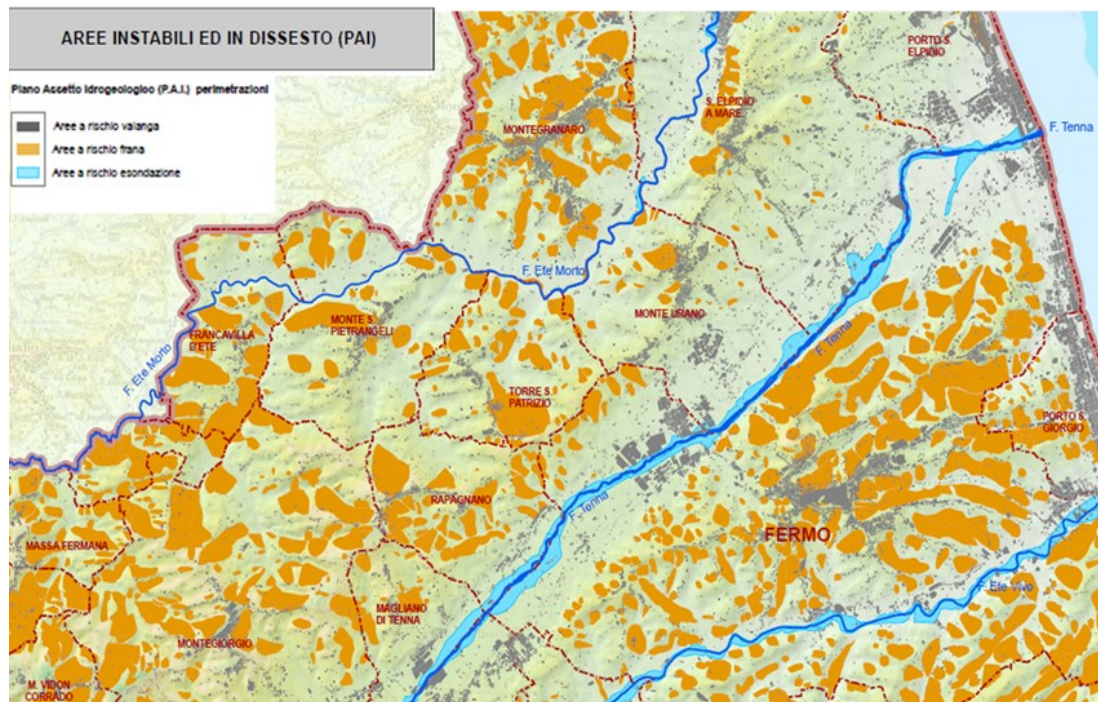 AREE INSTABILI ED IN DISSESTO (PAI)
Piano Assetto Idrogeologico (P.A.I.) perimetrazioni
Aree a rischio valanga
Aree a rischio frana
Aree a rischio esondazione
PORTO S.
ELPIDIO
S. ELPIDIO
A MARE
MONTEGRANARO
F. Tenna
F. Ete Morto
MONTE S.
PIETRANGELI
MONTE URANO
FRANCAVILLA
D'ETE
F. Ete Morto
F. Tenna
TORRE S.
PATRIZIO
PORTO S.
GIORGIO
RAPAGNANO
F. Tenna
FERMO
MASSA FERMANA
F. Ete Vivo
MAGLIANO
DI TENNA
MONTEGIORGIO
M. VIDON
CORRADO